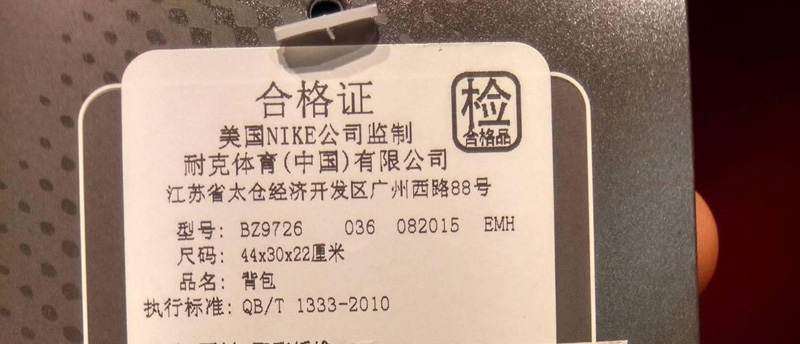 合格证
检
合格品
美国NIKE公司监制
耐克体育(中国)有限公司
江苏省太仓经济开发区广州西路88号
型号: BZ9726 036 082015 EMH
尺码: 44x30x22厘米
品名: 背包
执行标准: QB/T 1333-2010